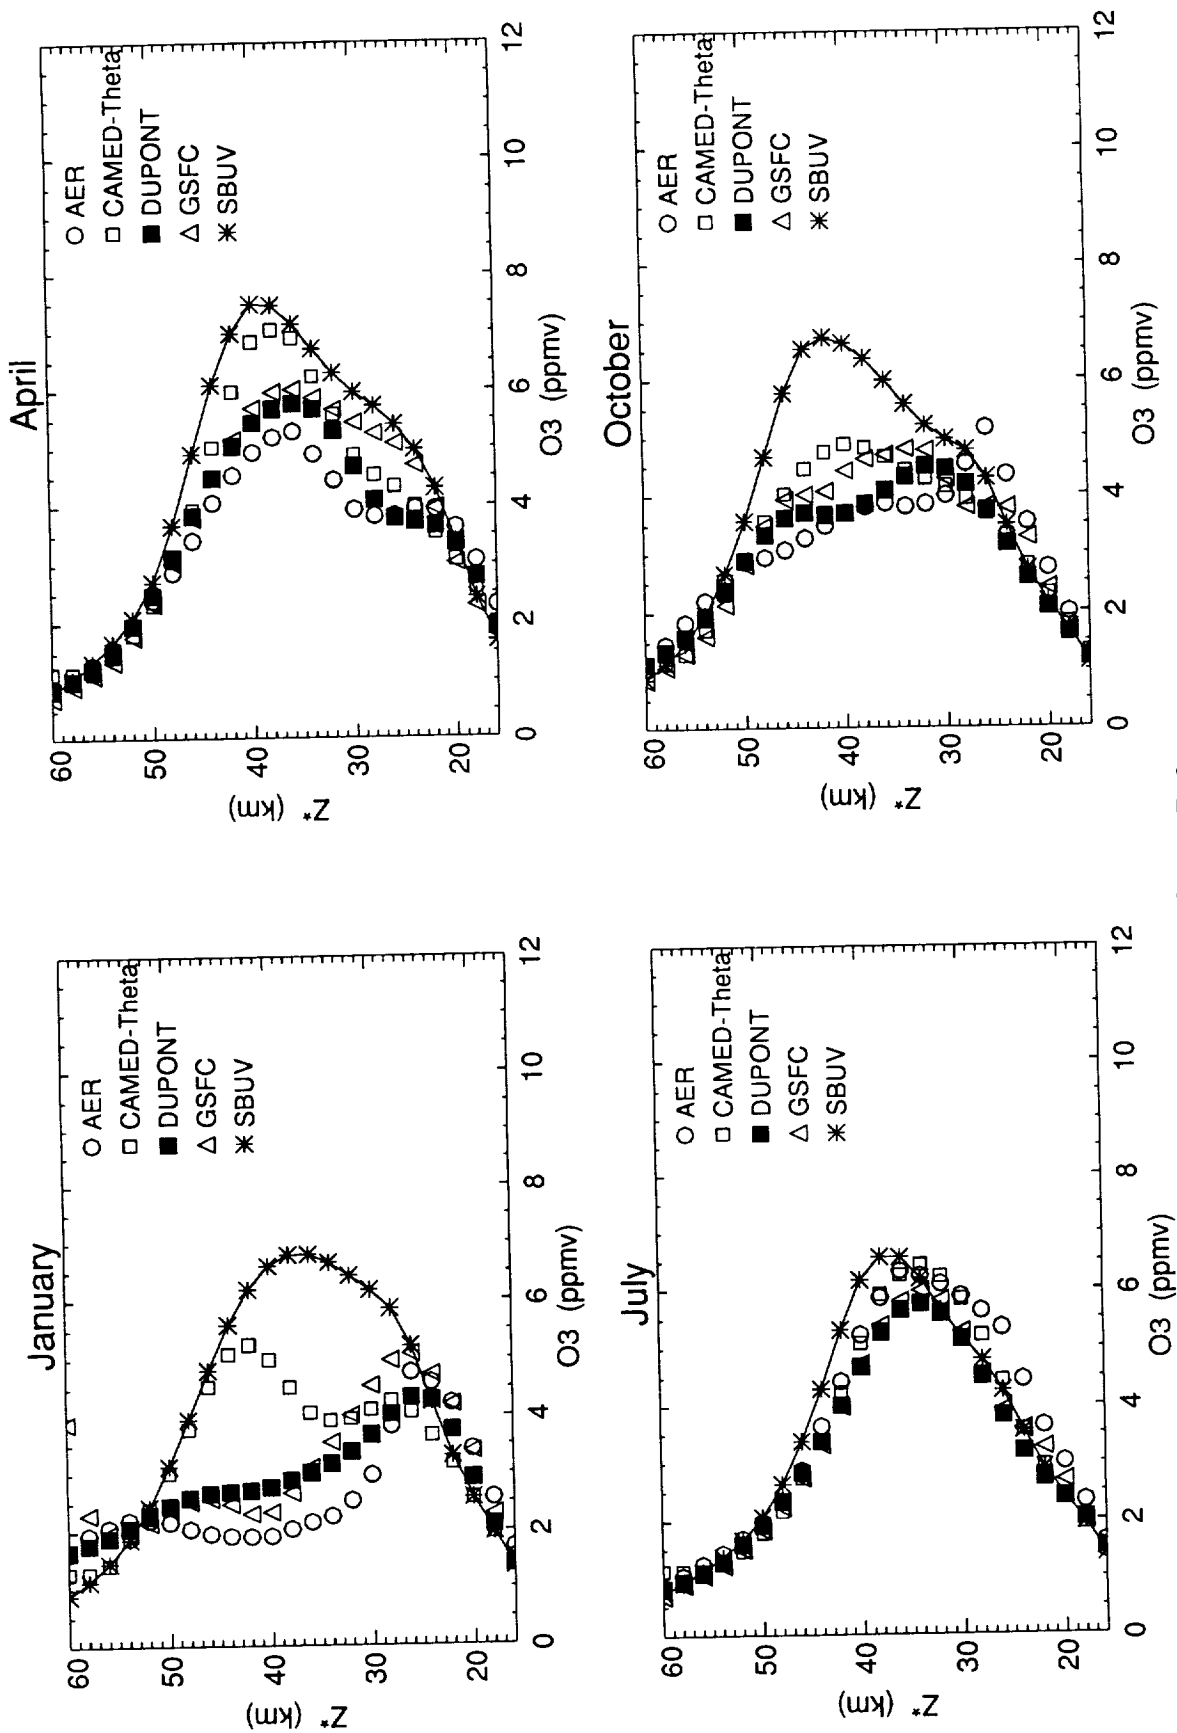 January
AER
CAMED-Theta
DUPONT
GSFC
SBUV
60
50
40
30
20
Z* (km)
0
2
4
6
8
10
12
O3 (ppmv)
April
AER
CAMED-Theta
DUPONT
GSFC
SBUV
60
50
40
30
20
Z* (km)
0
2
4
6
8
10
12
O3 (ppmv)
July
AER
CAMED-Theta
DUPONT
GSFC
SBUV
60
50
40
30
20
Z* (km)
0
2
4
6
8
10
12
O3 (ppmv)
October
AER
CAMED-Theta
DUPONT
GSFC
SBUV
60
50
40
30
20
Z* (km)
0
2
4
6
8
10
12
O3 (ppmv)